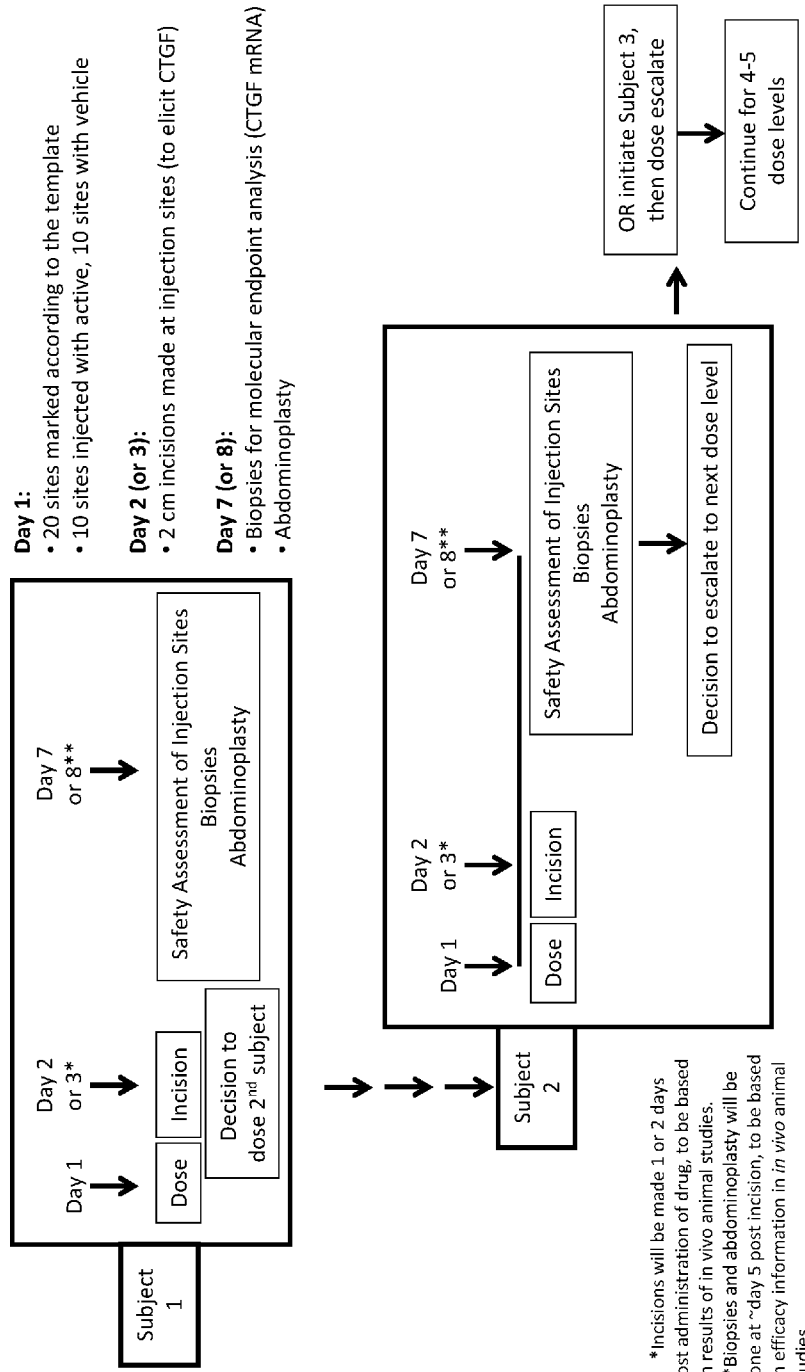 Subject
1
Day 1
Day 2
or 3*
Day 7
or 8**
Dose
Incision
Decision to
dose 2nd subject
Safety Assessment of Injection Sites
Biopsies
Abdominoplasty
Day 1:
• 20 sites marked according to the template
• 10 sites injected with active, 10 sites with vehicle
Day 2 (or 3):
• 2 cm incisions made at injection sites (to elicit CTGF)
Day 7 (or 8):
• Biopsies for molecular endpoint analysis (CTGF mRNA)
• Abdominoplasty
Subject
2
Day 1
Day 2
or 3*
Day 7
or 8**
Dose
Incision
Safety Assessment of Injection Sites
Biopsies
Abdominoplasty
Decision to escalate to next dose level
OR initiate Subject 3,
then dose escalate
Continue for 4-5
dose levels
*Incisions will be made 1 or 2 days
ost administration of drug, to be based
n results of in vivo animal studies.
*Biopsies and abdominoplasty will be
one at ~day 5 post incision, to be based
n efficacy information in in vivo animal
udies